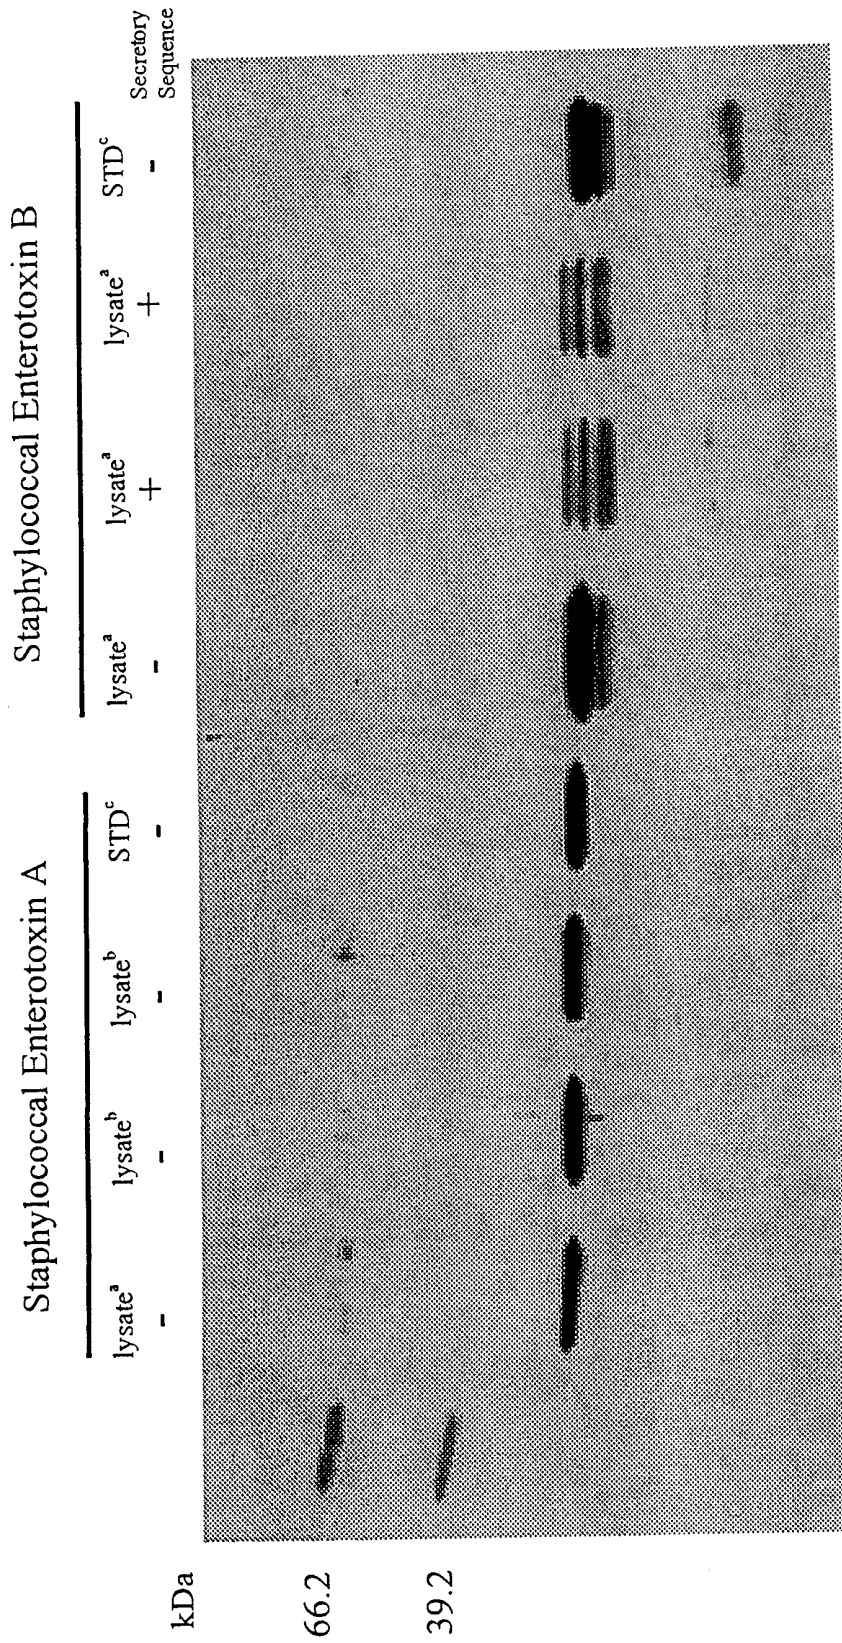 Staphylococcal Enterotoxin A
Staphylococcal Enterotoxin B
lysateᵃ lysateᵇ lysateᵇ STDᶜ lysateᵃ lysateᵃ lysateᵃ STDᶜ Secretory
- - - - - + + - Sequence
kDa
66.2
39.2